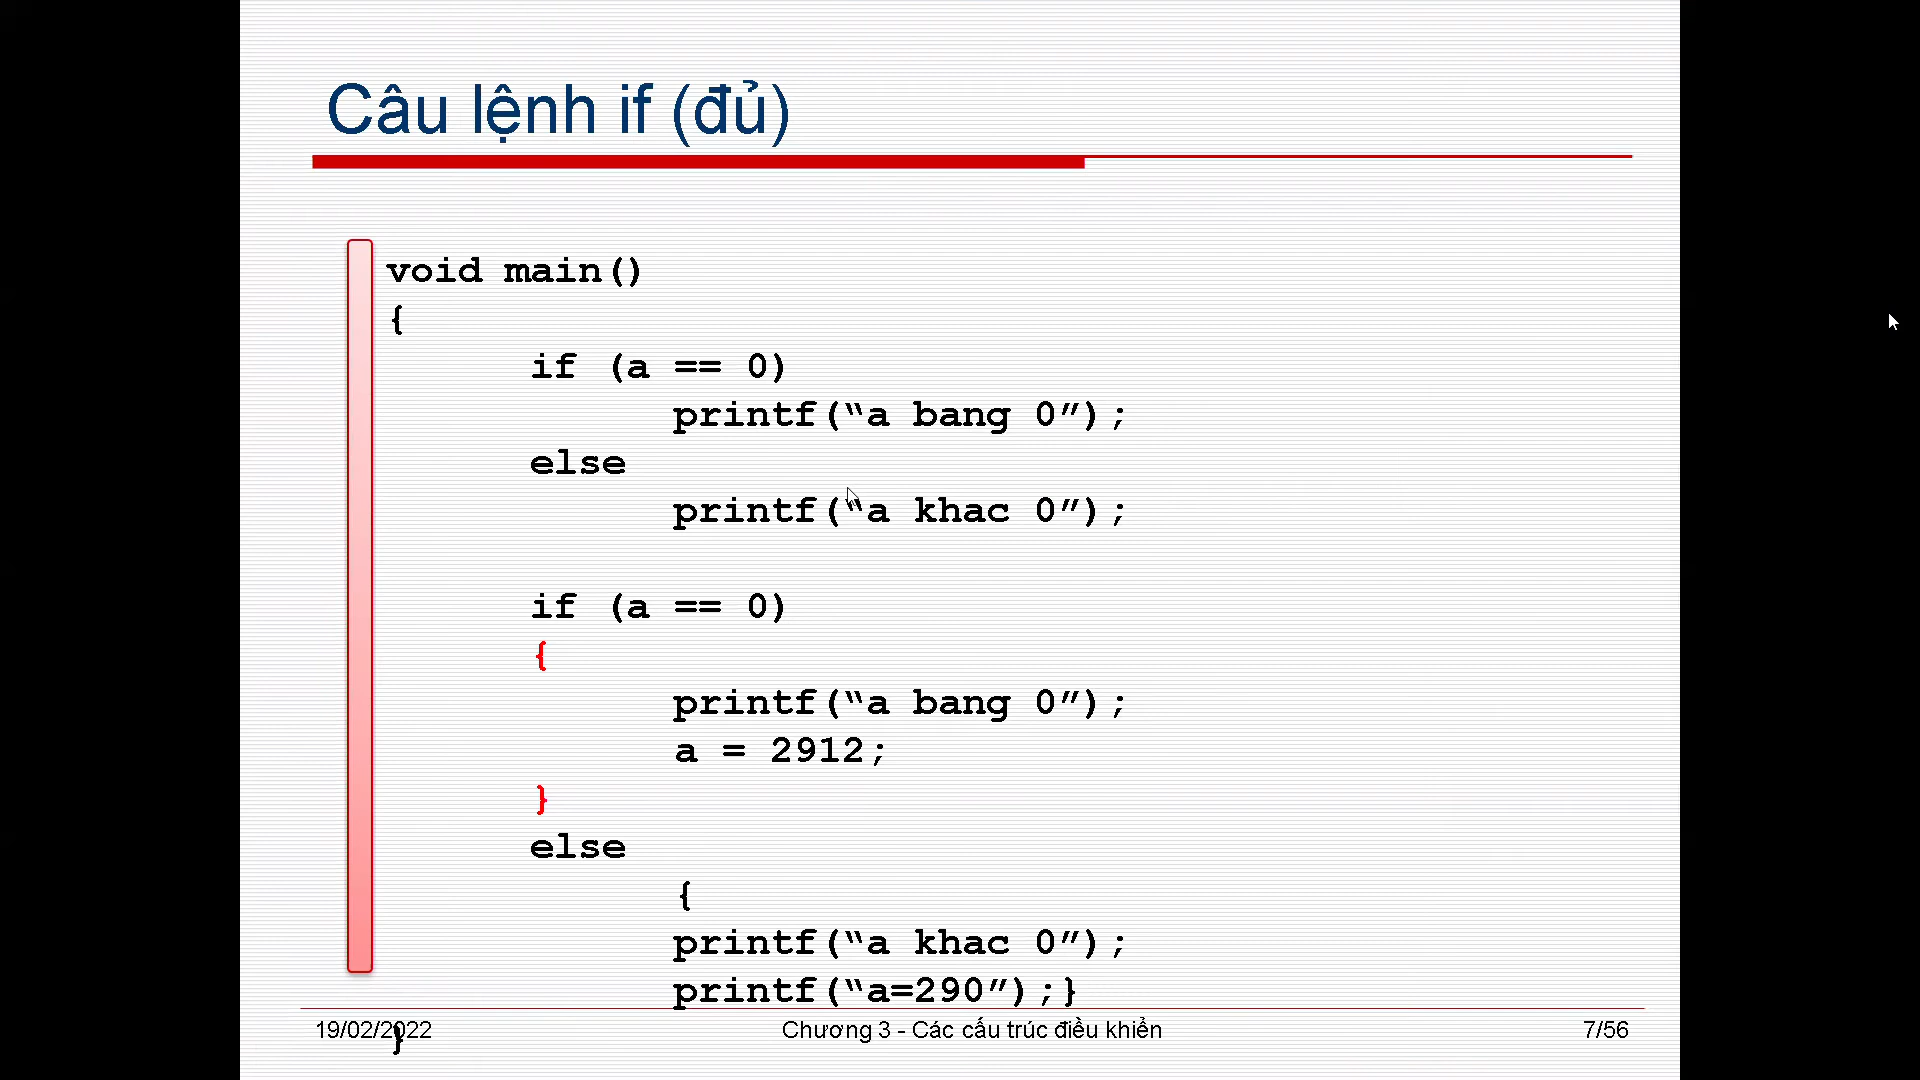 Câu lệnh if (đủ)
void main()
{
if (a == 0)
printf(“a bang 0”);
else
printf(“a khac 0”);
if (a == 0)
{
printf(“a bang 0”);
a = 2912;
}
else
{
printf(“a khac 0”);
printf(“a=290”);}
}
19/02/2022
Chương 3 - Các cấu trúc điều khiển
7/56